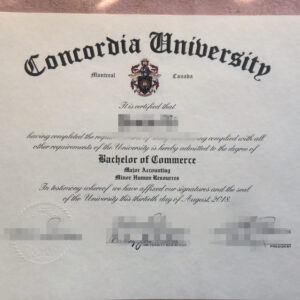 Concordia University
Montreal Canada
It is certified that
having completed the complied with all
other requirements of the University is hereby admitted to the degree of
Bachelor of Commerce
Major Accounting
Minor Human Resources
In testimony whereof we have affixed our signatures and the seal
of the University this thirtieth day of August, 2018.
PRESIDENT